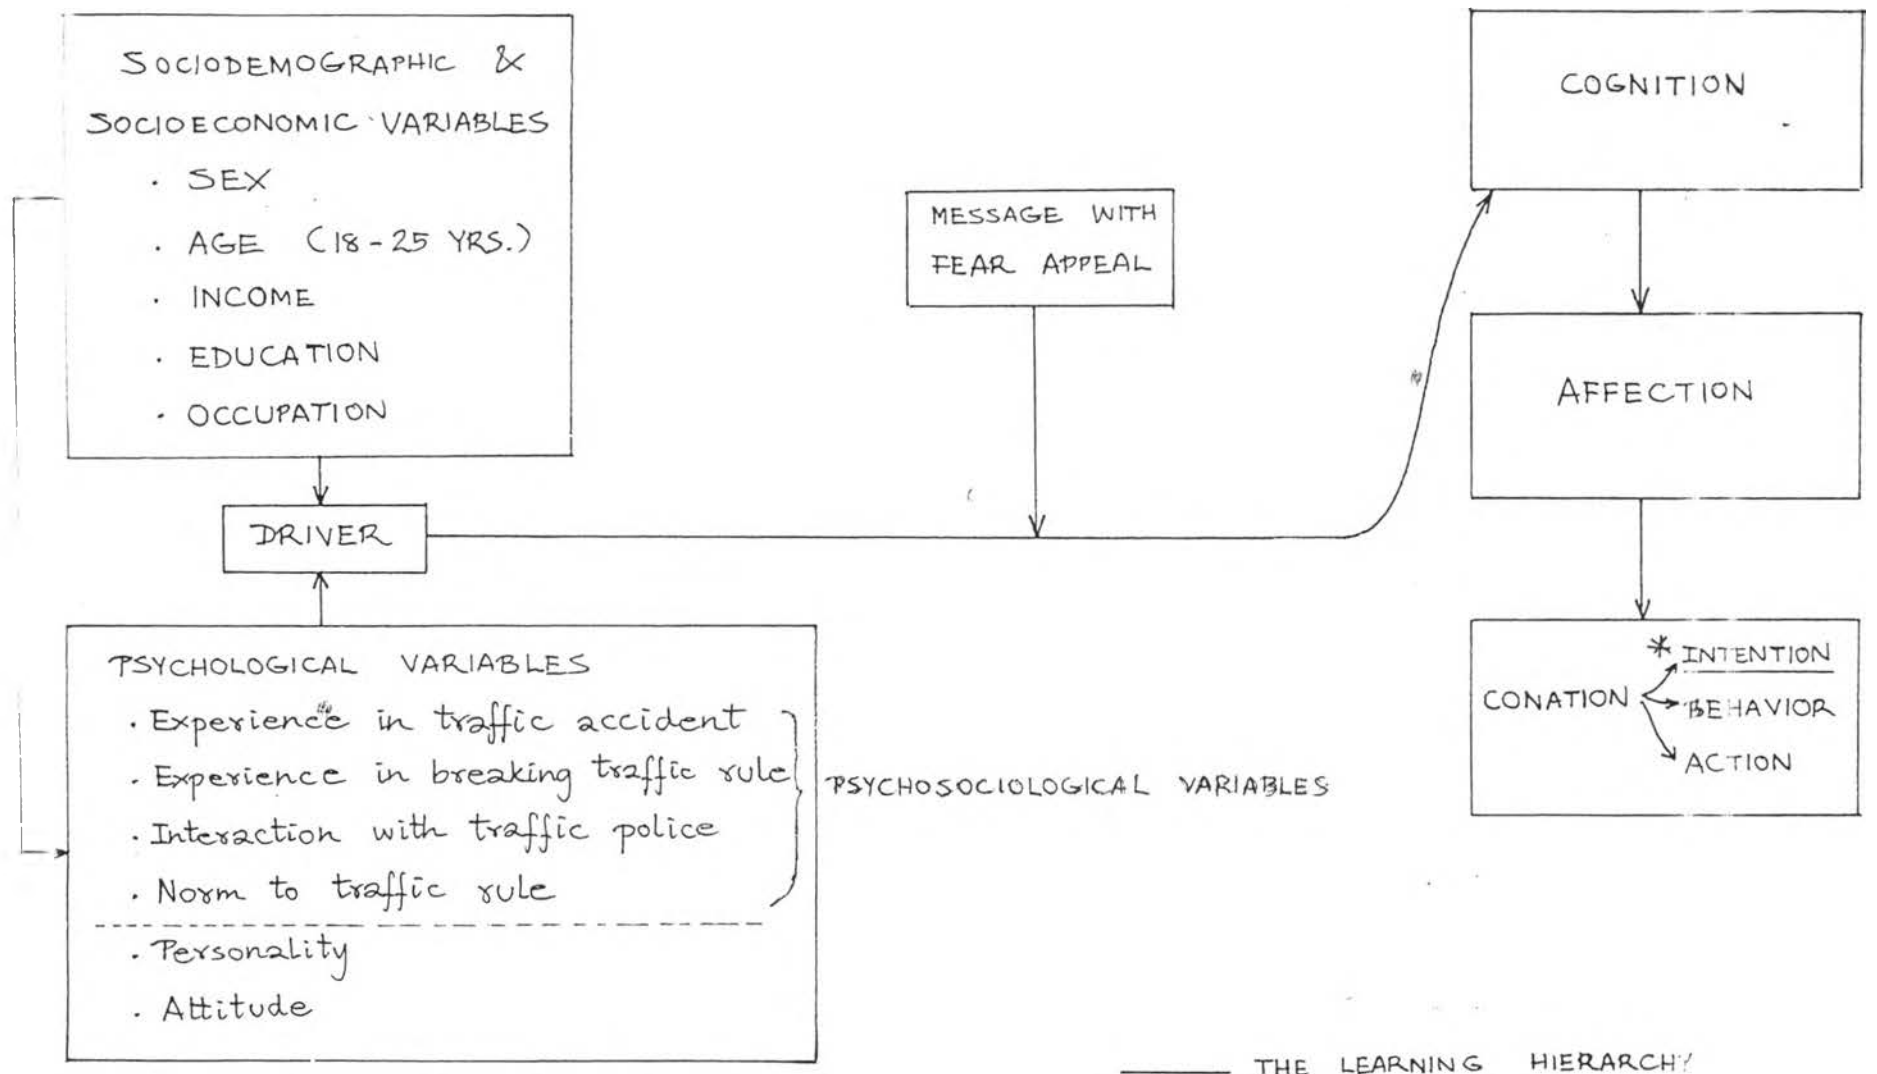 SOCIODEMOGRAPHIC &
SOCIOECONOMIC VARIABLES
· SEX
· AGE (18-25 YRS.)
· INCOME
· EDUCATION
· OCCUPATION
DRIVER
PSYCHOLOGICAL VARIABLES
· Experience in traffic accident
· Experience in breaking traffic rule
· Interaction with traffic police
· Norm to traffic rule
· Personality
· Attitude
PSYCHOSOCIOLOGICAL VARIABLES
MESSAGE WITH
FEAR APPEAL
COGNITION
AFFECTION
CONATION
* INTENTION
BEHAVIOR
ACTION
THE LEARNING HIERARCHY